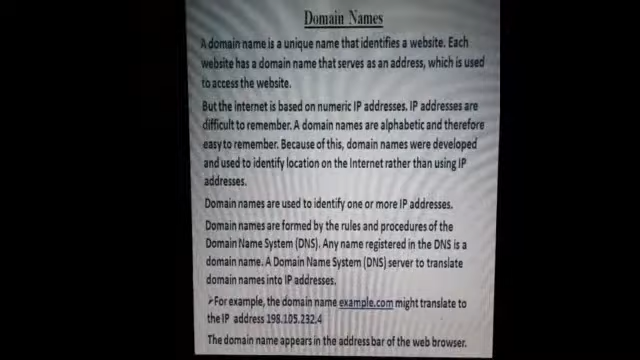 Domain Names
A domain name is a unique name that identifies a website. Each
website has a domain name that serves as an address, which is used
to access the website.
But the Internet is based on numeric IP addresses. IP addresses are
difficult to remember. A domain names are alphabetic and therefore
easy to remember. Because of this, domain names were developed
and used to identify location on the Internet rather than using IP
addresses.
Domain names are used to identify one or more IP addresses.
Domain names are formed by the rules and procedures of the
Domain Name System (DNS). Any name registered in the DNS is a
domain name. A Domain Name System (DNS) server to translate
domain names into IP addresses.
➢For example, the domain name example.com might translate to
the IP address 198.105.232.4
The domain name appears in the address bar of the web browser.